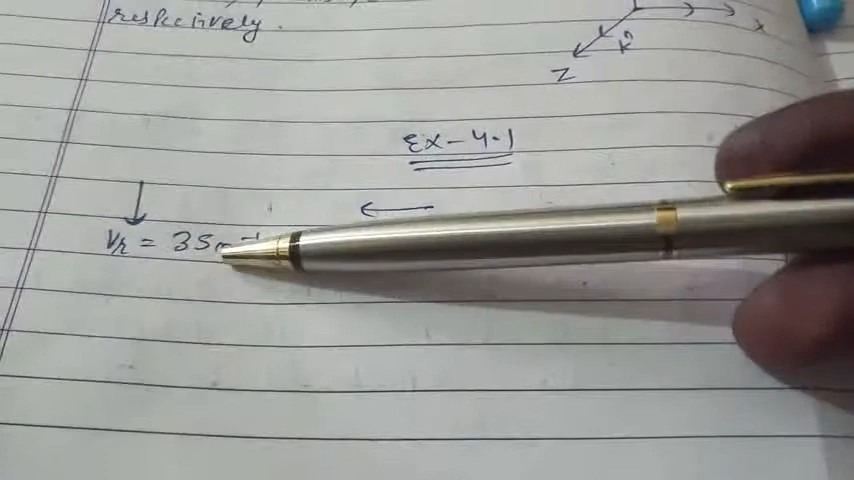 respectively.
x
k̂
z
Ex-4.1
Vr = 35 m